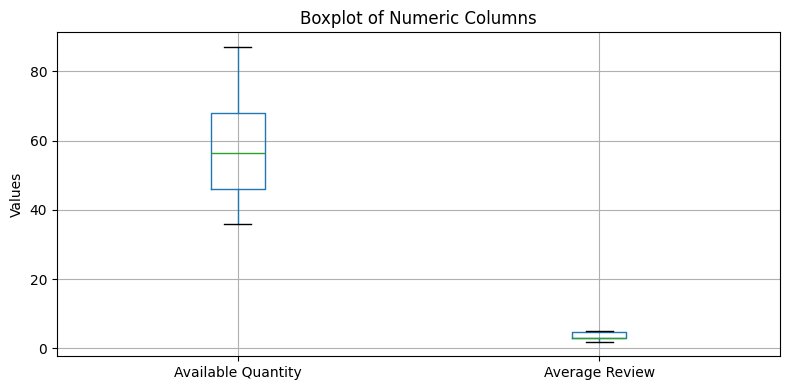 Boxplot of Numeric Columns
Values
80
60
40
20
0
Available Quantity
Average Review